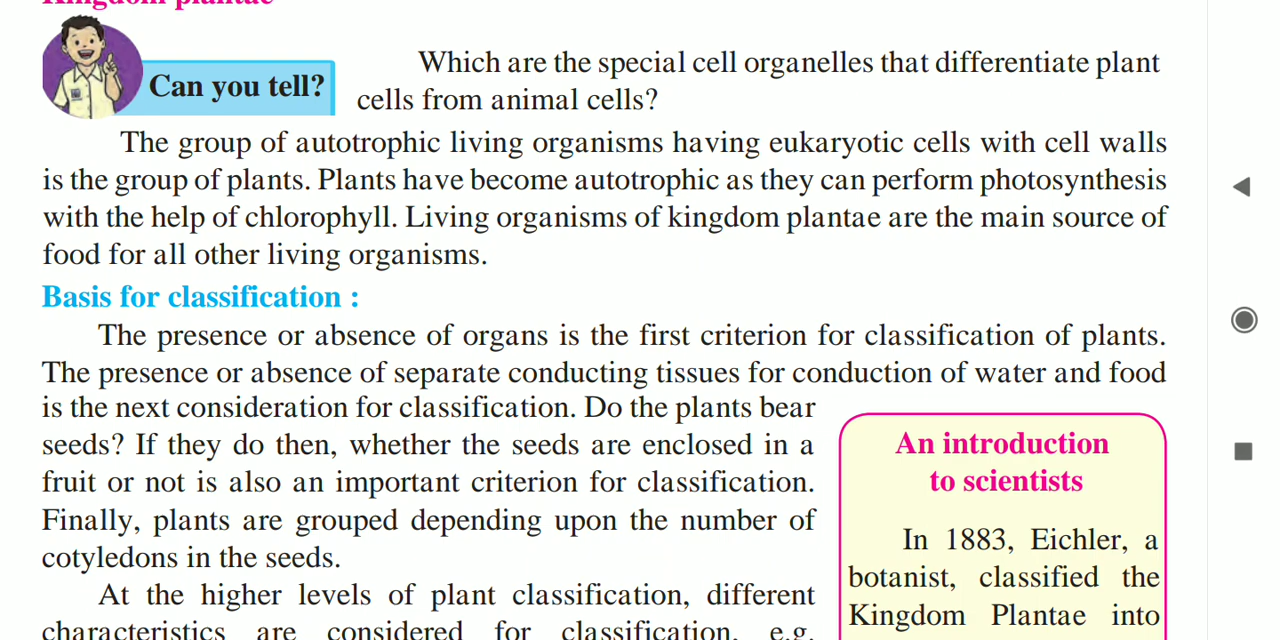 Kingdom plantae
Can you tell?
Which are the special cell organelles that differentiate plant
cells from animal cells?
The group of autotrophic living organisms having eukaryotic cells with cell walls
is the group of plants. Plants have become autotrophic as they can perform photosynthesis
with the help of chlorophyll. Living organisms of kingdom plantae are the main source of
food for all other living organisms.
Basis for classification :
The presence or absence of organs is the first criterion for classification of plants.
The presence or absence of separate conducting tissues for conduction of water and food
is the next consideration for classification. Do the plants bear
seeds? If they do then, whether the seeds are enclosed in a
fruit or not is also an important criterion for classification.
Finally, plants are grouped depending upon the number of
cotyledons in the seeds.
At the higher levels of plant classification, different
characteristics are considered for classification, e.g.
An introduction
to scientists
In 1883, Eichler, a
botanist, classified the
Kingdom Plantae into